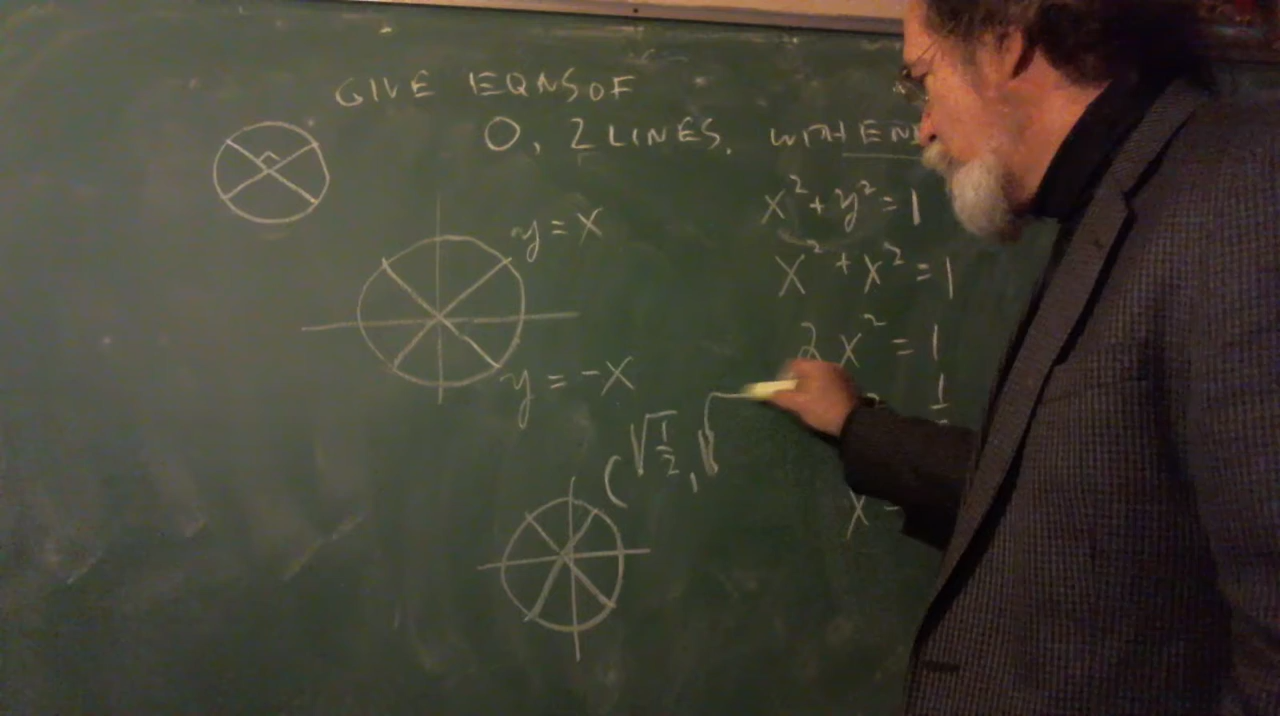 GIVE EQNS OF
O, 2 LINES. WITH
x² + y² = 1
x² + x² = 1
2x² = 1
y = x
y = -x
(√1/2, √
x